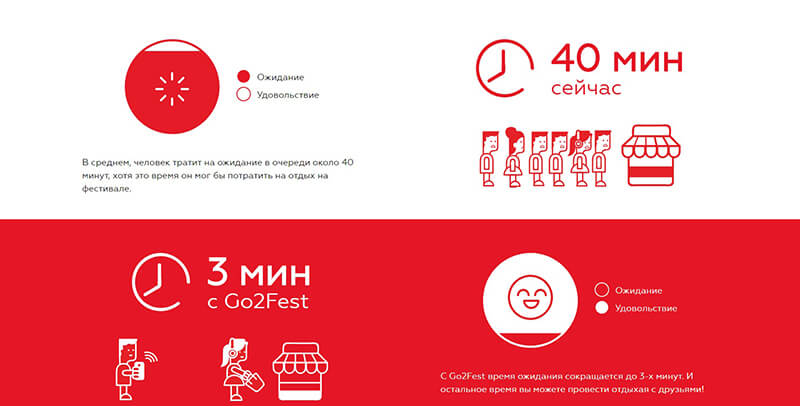 Ожидание
Удовольствие
В среднем, человек тратит на ожидание в очереди около 40
минут, хотя это время он мог бы потратить на отдых на
фестивале.
40 мин
сейчас
3 мин
с Go2Fest
Ожидание
Удовольствие
С Go2Fest время ожидания сокращается до 3-х минут. И
остальное время вы можете провести отдыхая с друзьями!